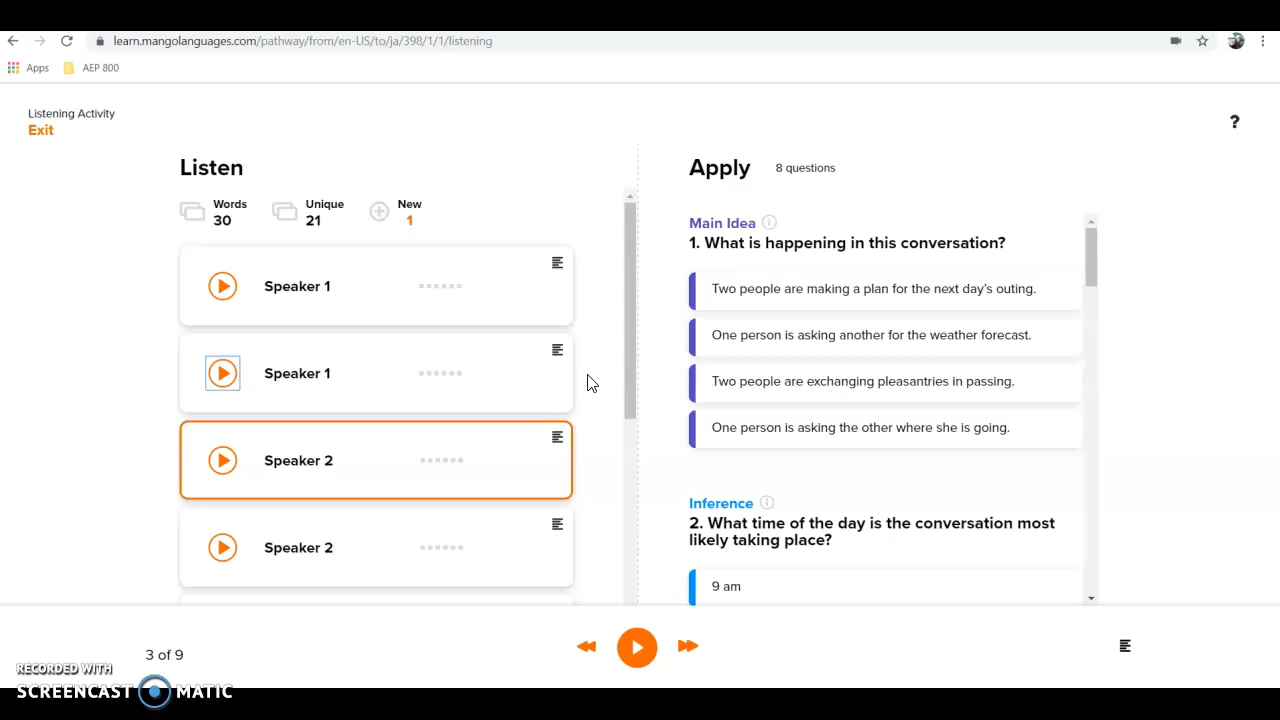 learn.mangolanguages.com/pathway/from/en-US/to/ja/398/1/1/listening
Apps
AEP 800
Listening Activity
Exit
?
Listen
Words
30
Unique
21
New
1
Speaker 1
Speaker 1
Speaker 2
Speaker 2
3 of 9
Apply
8 questions
Main Idea
1. What is happening in this conversation?
Two people are making a plan for the next day's outing.
One person is asking another for the weather forecast.
Two people are exchanging pleasantries in passing.
One person is asking the other where she is going.
Inference
2. What time of the day is the conversation most
likely taking place?
9 am
RECORDED WITH
SCREENCAST MATIC